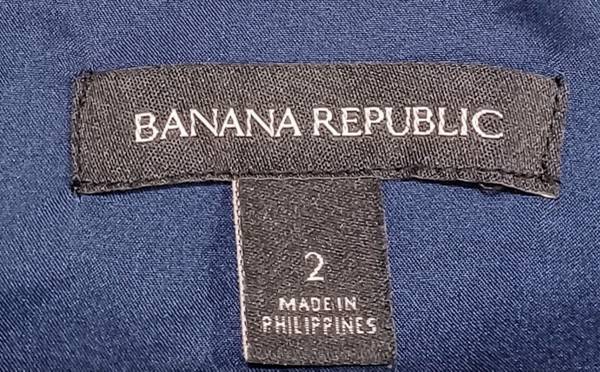 BANANA REPUBLIC
2
MADE IN
PHILIPPINES